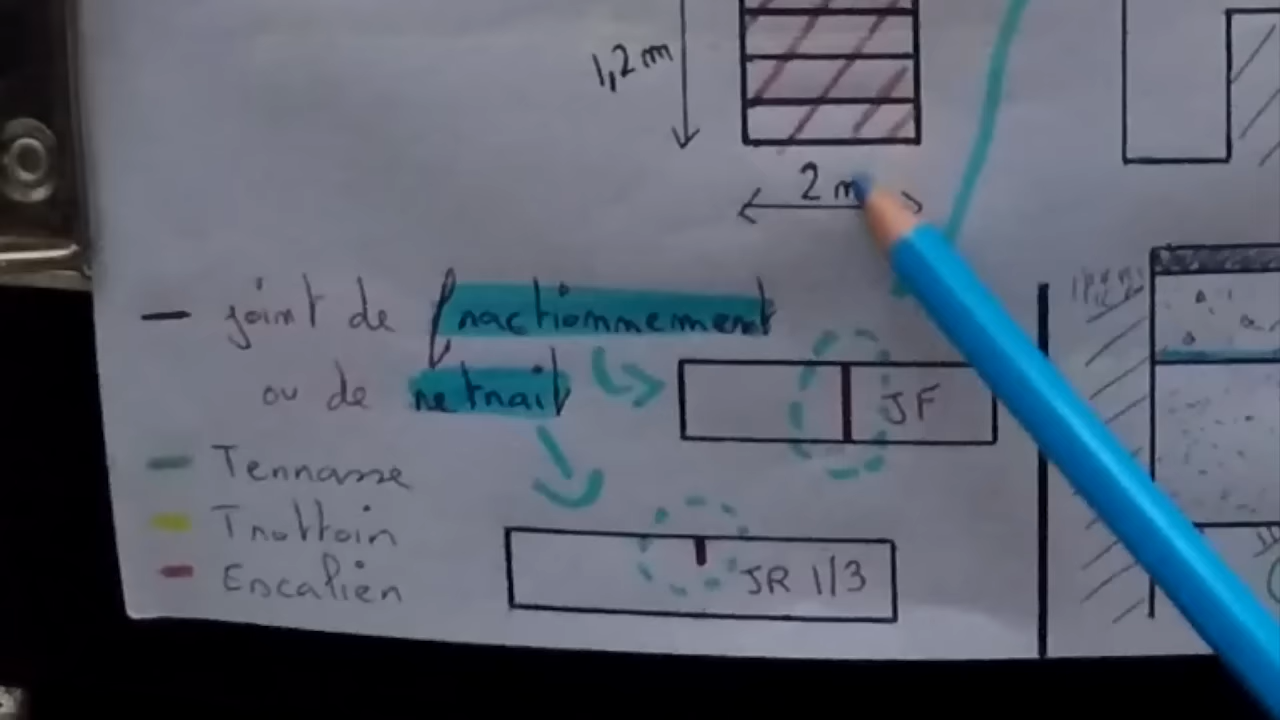 1,2 m
2 m
joint de fractionnement
ou de retrait
JF
Terrasse
Trottoir
Escalier
JR 1/3